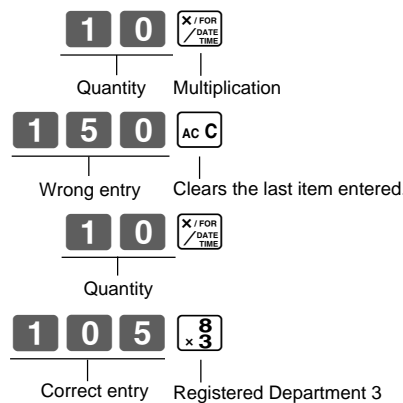 1 0 ×/FOR /DATE TIME
Quantity Multiplication
1 5 0 AC C
Wrong entry Clears the last item entered
1 0 ×/FOR /DATE TIME
Quantity
1 0 5 8 ×3
Correct entry Registered Department 3